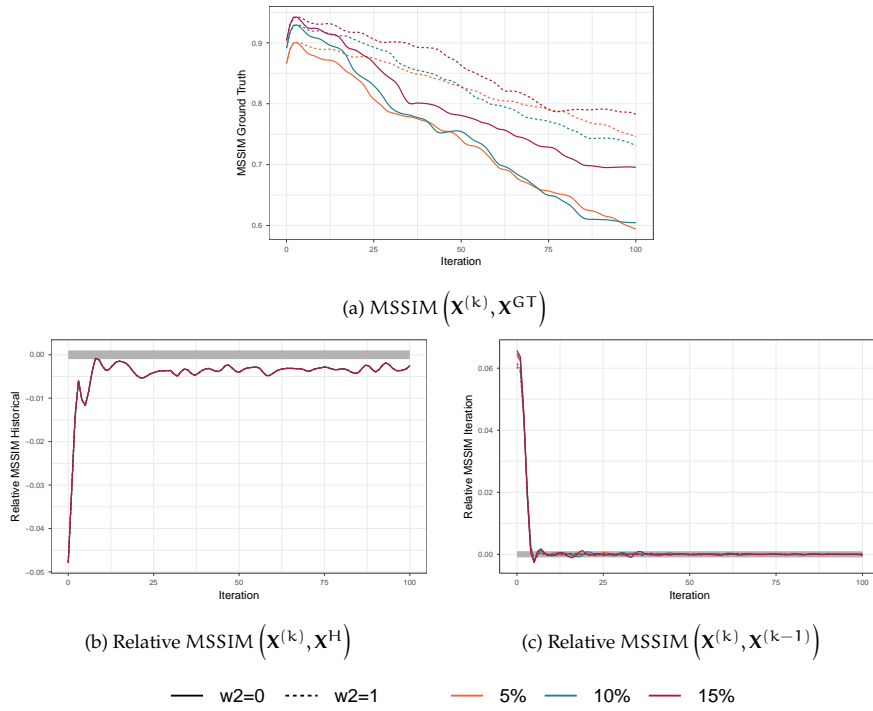 0.9
0.8
0.7
0.6
MSSIM Ground Truth
0 25 50 75 100
Iteration
(a) MSSIM (X^(k), X^GT)
0.00
−0.01
−0.02
−0.03
−0.04
−0.05
Relative MSSIM Historical
0 25 50 75 100
Iteration
(b) Relative MSSIM (X^(k), X^H)
0.06
0.04
0.02
0.00
Relative MSSIM Iteration
0 25 50 75 100
Iteration
(c) Relative MSSIM (X^(k), X^(k−1))
w2=0 w2=1 5% 10% 15%